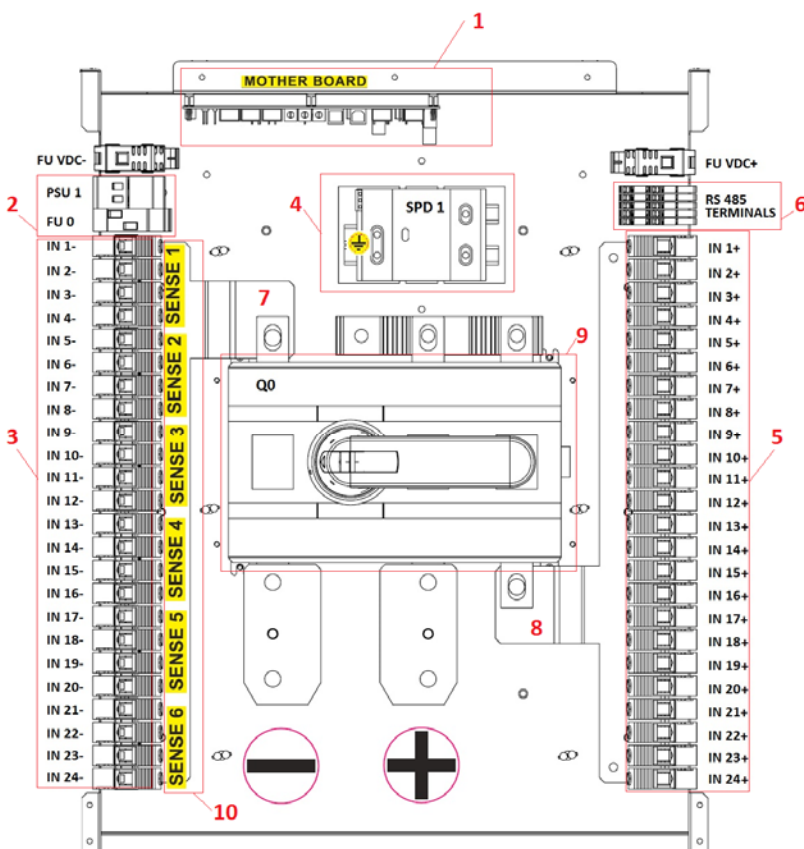 1
MOTHER BOARD
FU VDC-
FU VDC+
2
PSU 1
FU 0
4
SPD 1
RS 485
TERMINALS
6
3
IN 1-
IN 2-
IN 3-
IN 4-
IN 5-
IN 6-
IN 7-
IN 8-
IN 9-
IN 10-
IN 11-
IN 12-
IN 13-
IN 14-
IN 15-
IN 16-
IN 17-
IN 18-
IN 19-
IN 20-
IN 21-
IN 22-
IN 23-
IN 24-
SENSE 1
SENSE 2
SENSE 3
SENSE 4
SENSE 5
SENSE 6
10
7
9
Q0
8
IN 1+
IN 2+
IN 3+
IN 4+
IN 5+
IN 6+
IN 7+
IN 8+
IN 9+
IN 10+
IN 11+
IN 12+
IN 13+
IN 14+
IN 15+
IN 16+
IN 17+
IN 18+
IN 19+
IN 20+
IN 21+
IN 22+
IN 23+
IN 24+
5